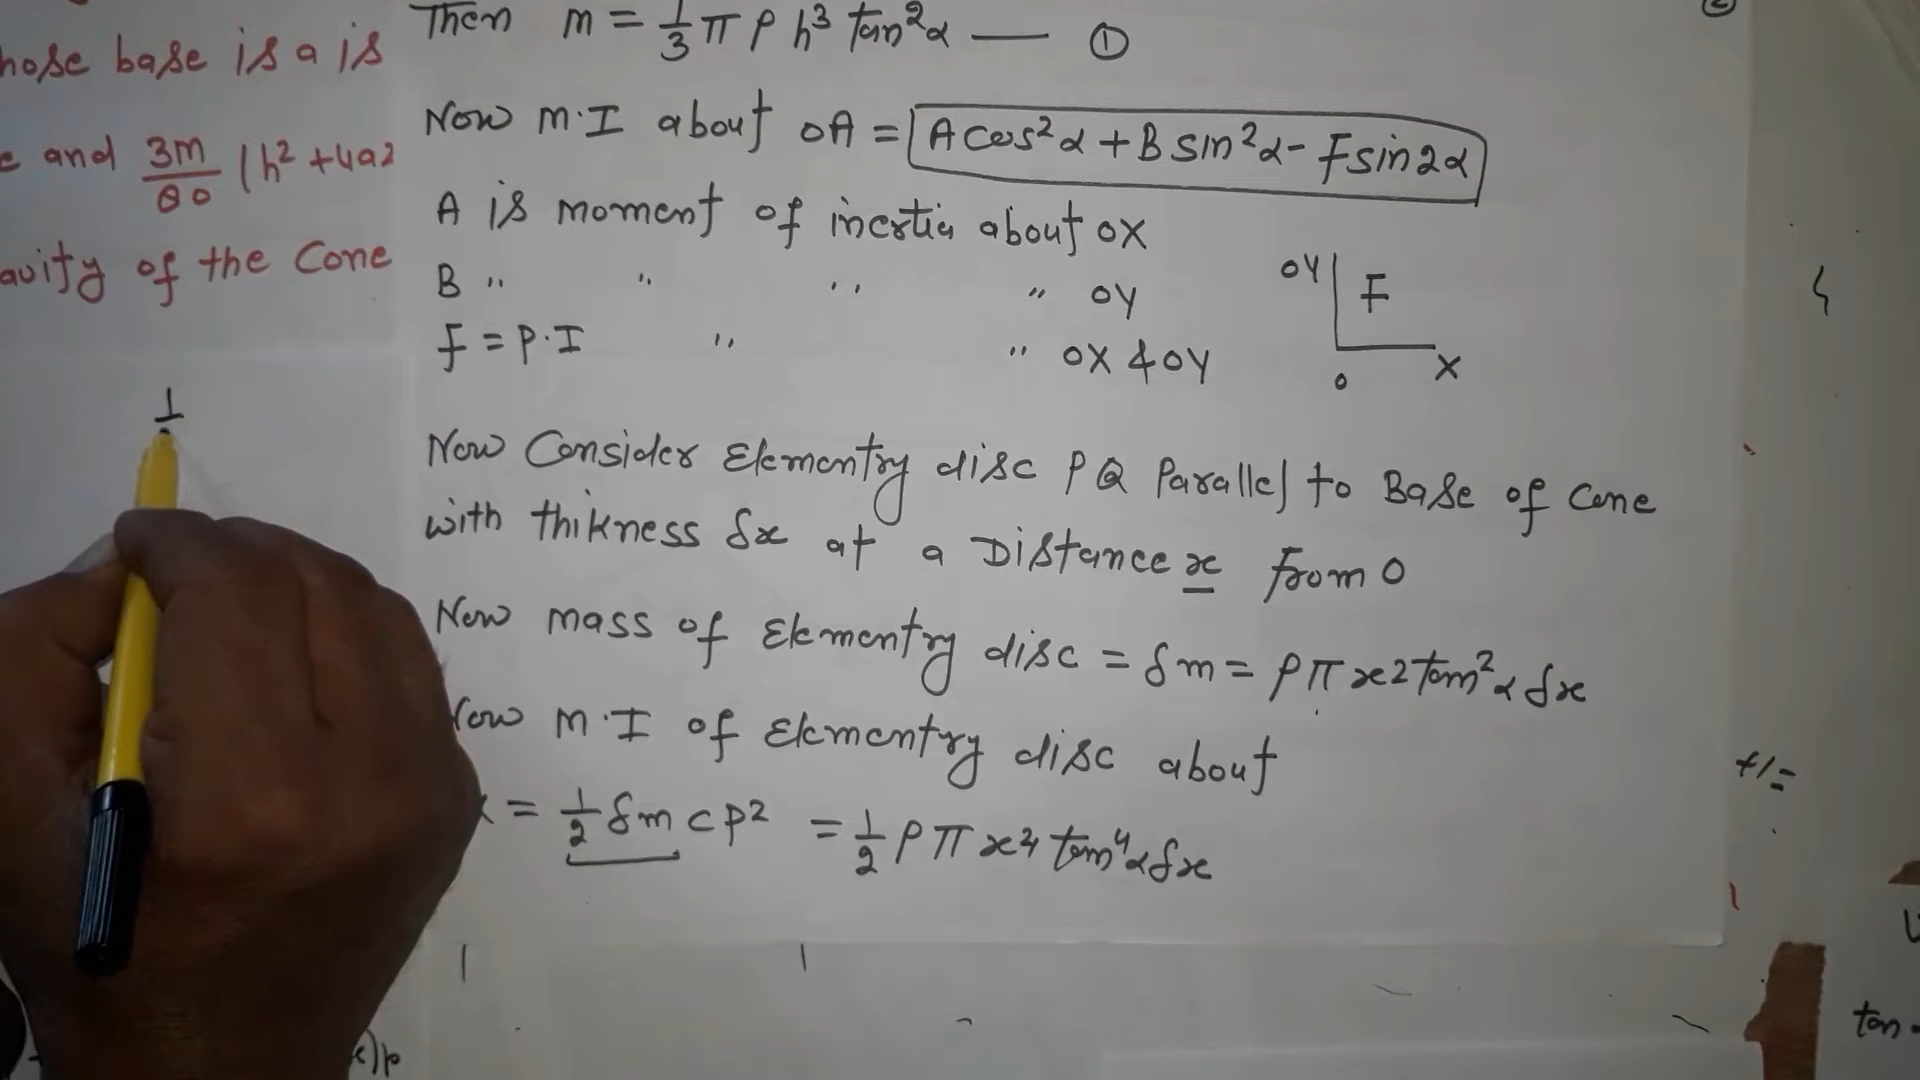 hose base is a is
e and 3m/80 (h² + 4a2
avity of the Cone
1
Then m = 1/3 π ρ h³ tan²α — ①
Now M.I about OA = A cos²α + B sin²α - F sin2α
A is moment of inertia about OX
B " " " " OY
F = P.I " " OX & OY
OY F
O X
Now Consider Elementry disc PQ Parallel to Base of Cone
with thikness δx at a Distance x from O
Now mass of Elementry disc = δm = ρπx2 tan²α δx
Now M.I of Elementry disc about
= 1/2 δm CP² = 1/2 ρπ x4 tan⁴α δx
+/=
tan